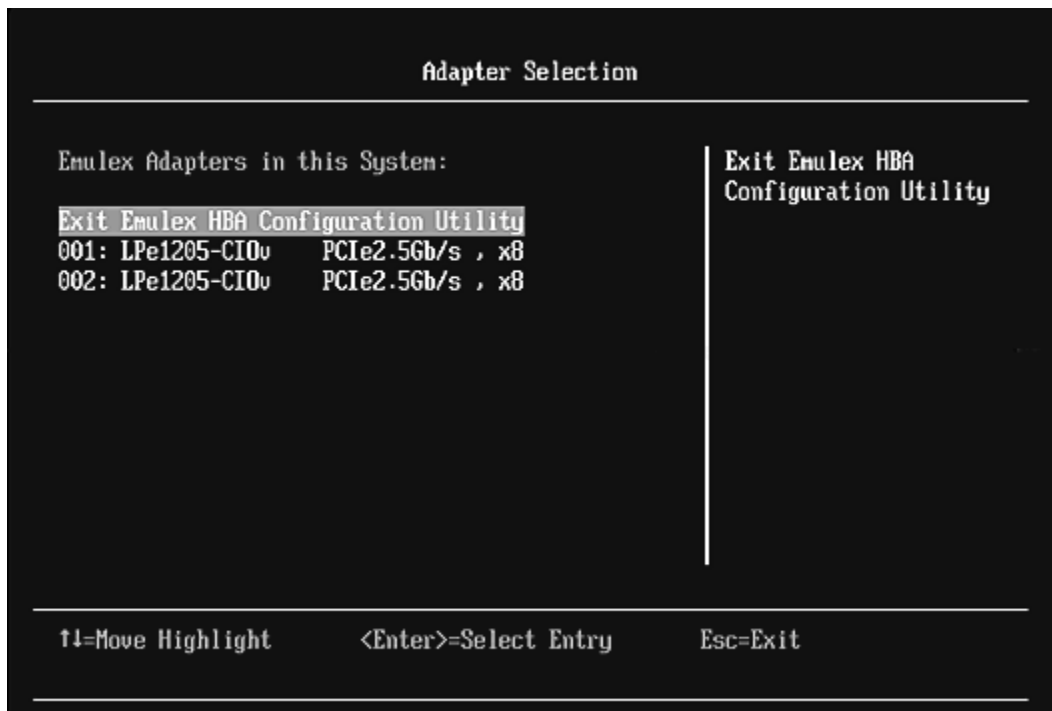 Adapter Selection
Emulex Adapters in this System:
Exit Emulex HBA Configuration Utility
001: LPe1205-CIOv PCIe2.5Gb/s , x8
002: LPe1205-CIOv PCIe2.5Gb/s , x8
Exit Emulex HBA
Configuration Utility
↑↓=Move Highlight <Enter>=Select Entry Esc=Exit